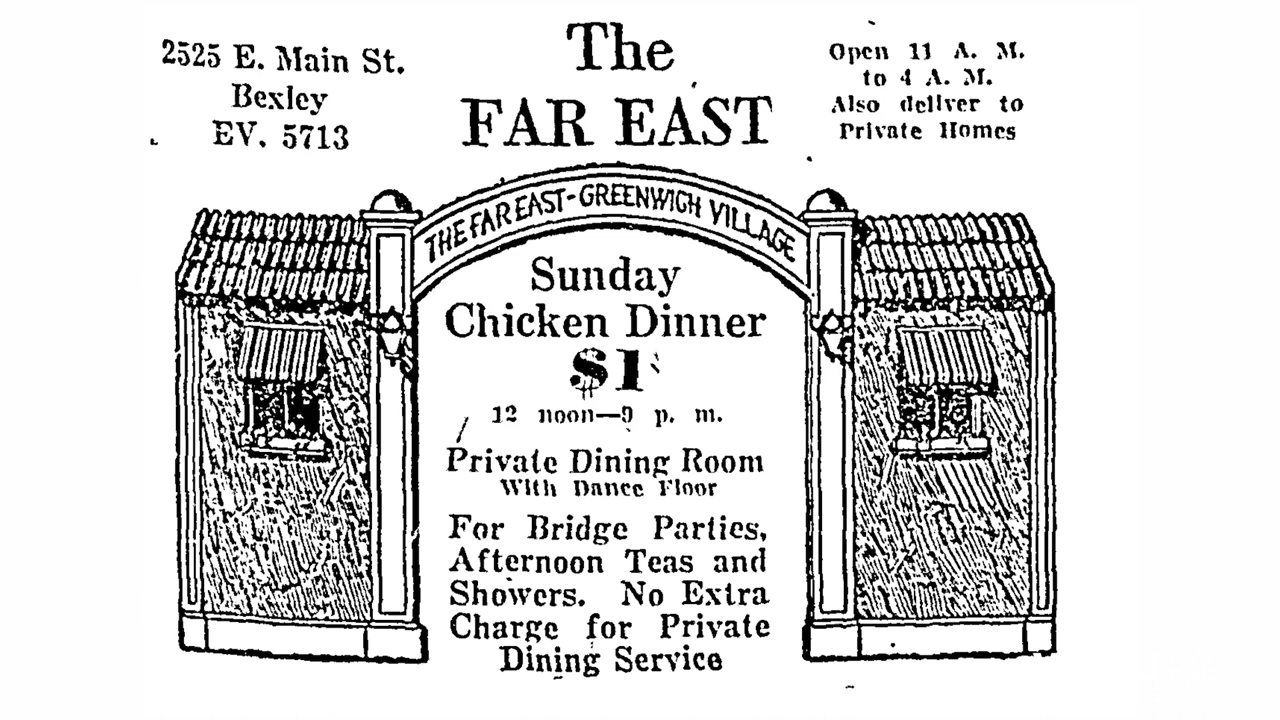 2525 E. Main St.
Bexley
EV. 5713
The
FAR EAST
Open 11 A. M.
to 4 A. M.
Also deliver to
Private Homes
THE FAR EAST-GREENWICH VILLAGE
Sunday
Chicken Dinner
$1
12 noon—9 p. m.
Private Dining Room
With Dance Floor
For Bridge Parties,
Afternoon Teas and
Showers. No Extra
Charge for Private
Dining Service